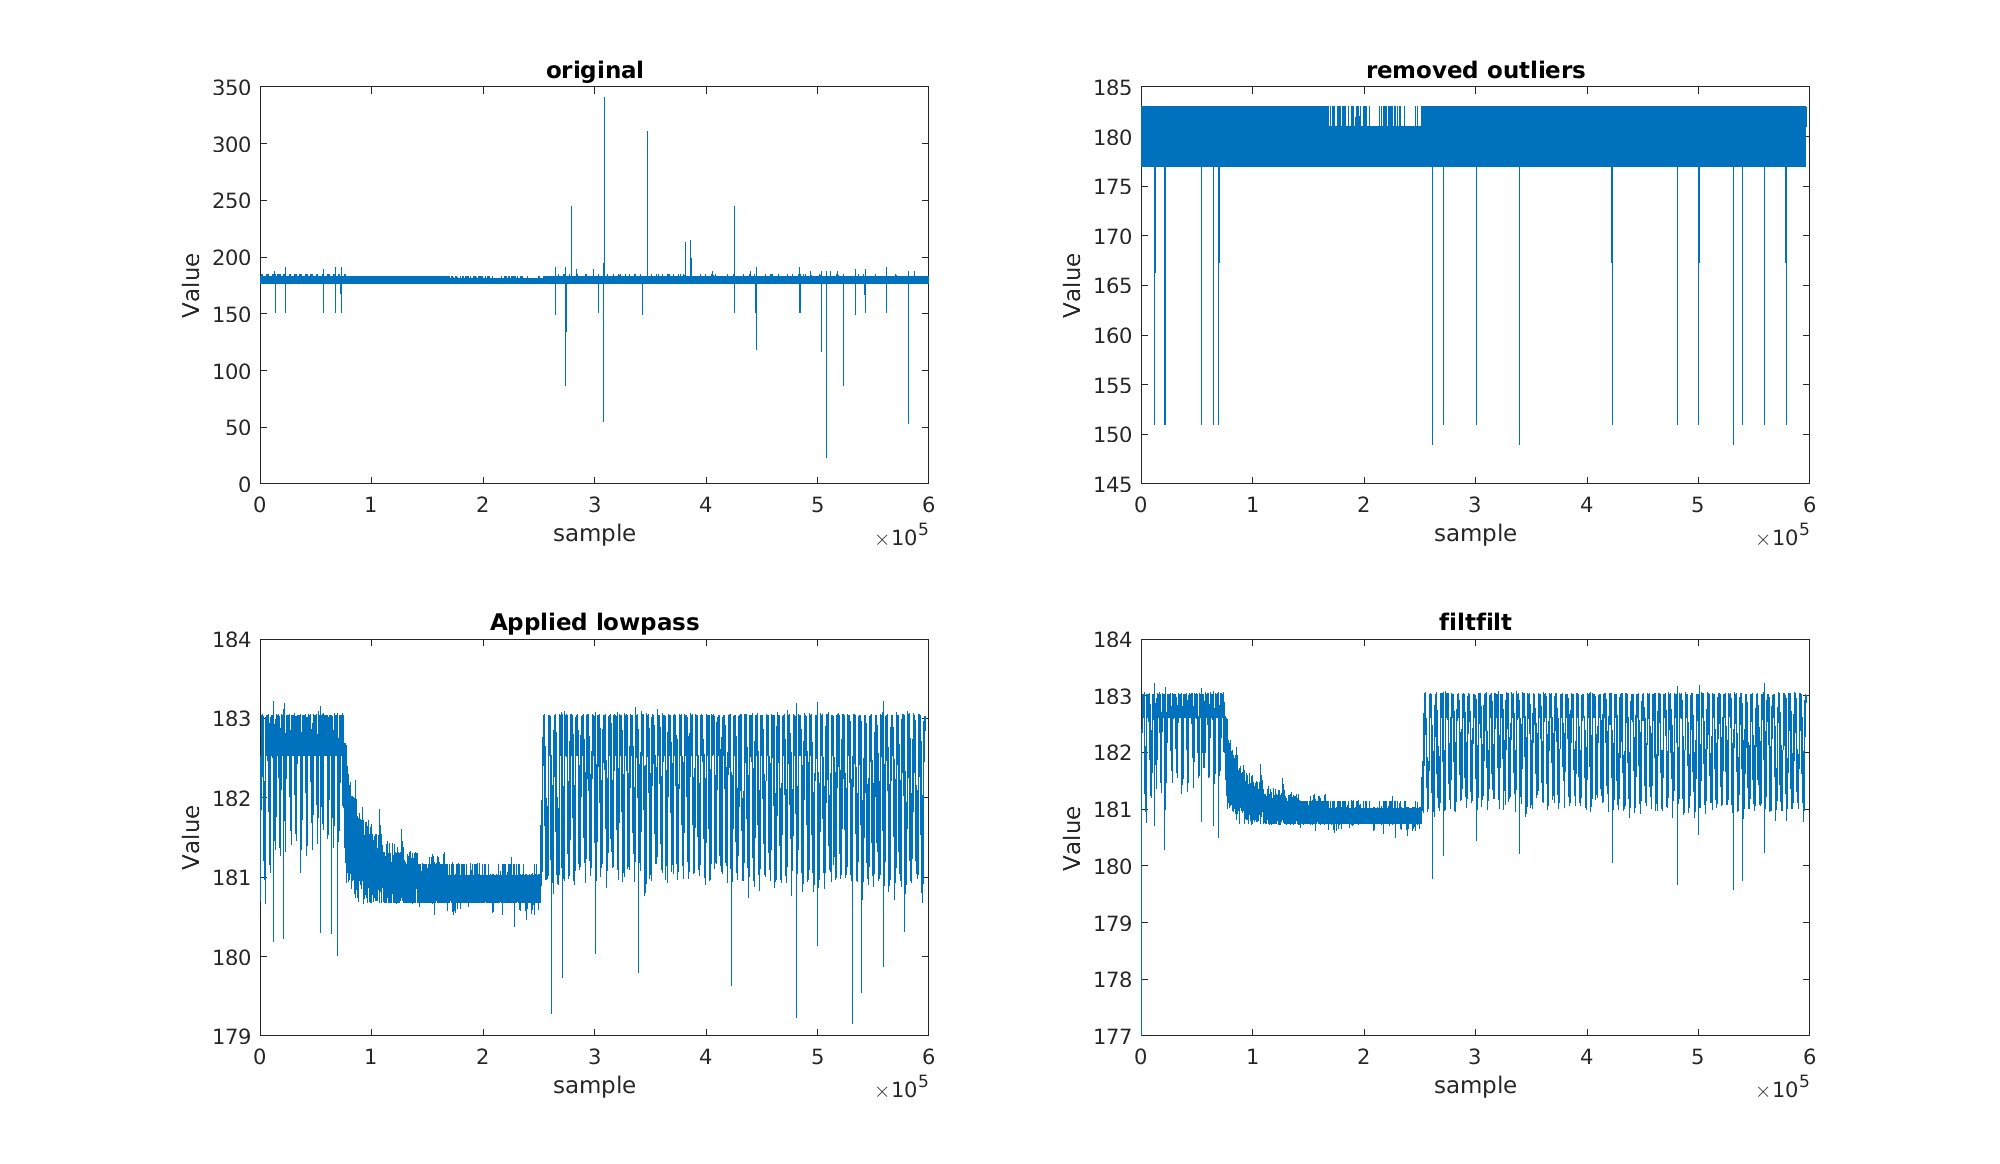 original
350
300
250
200
150
100
50
0
Value
0 1 2 3 4 5 6
sample
×10^5
removed outliers
185
180
175
170
165
160
155
150
145
Value
0 1 2 3 4 5 6
sample
×10^5
Applied lowpass
184
183
182
181
180
179
Value
0 1 2 3 4 5 6
sample
×10^5
filtfilt
184
183
182
181
180
179
178
177
Value
0 1 2 3 4 5 6
sample
×10^5